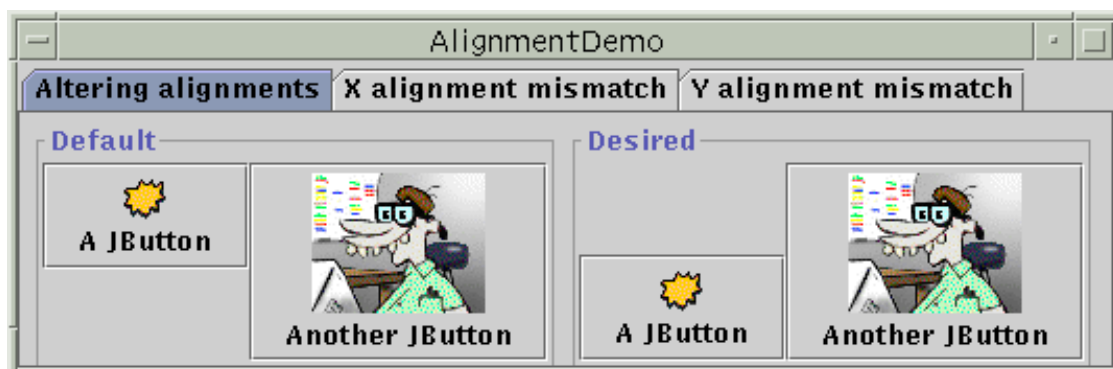 AlignmentDemo
Altering alignments X alignment mismatch Y alignment mismatch
Default Desired
A JButton Another JButton A JButton Another JButton